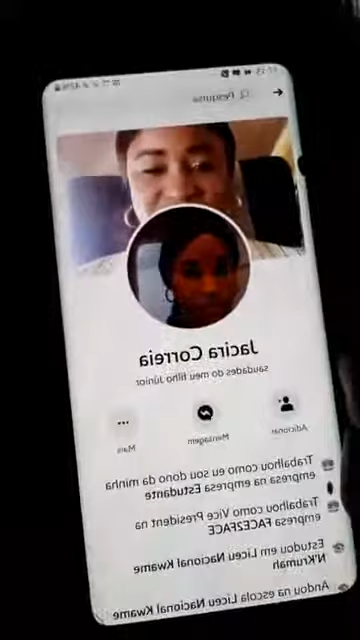 Pesquisa
Jacira Correia
saudades do meu filho Júnior
Adicionar
Mensagem
Mais
Trabalhou como eu sou dono da minha
empresa na empresa Estudante
Trabalhou como Vice President na
empresa FACES2FACE
Estudou em Liceu Nacional Kwame
N'Krumah
Andou na escola Liceu Nacional Kwame